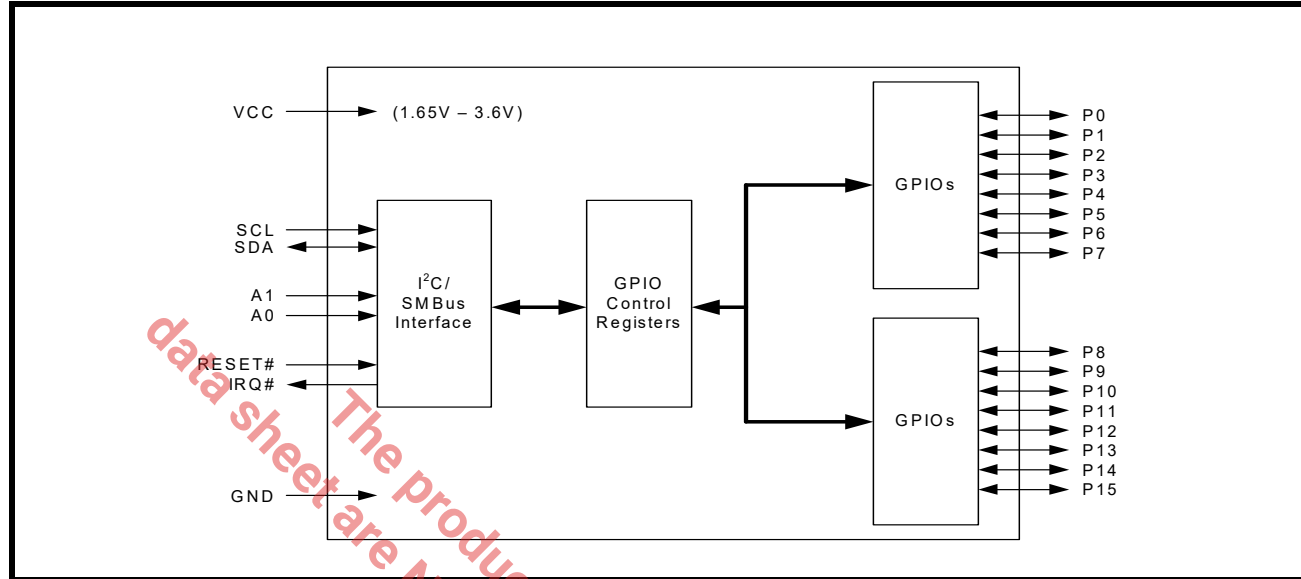 VCC
(1.65V – 3.6V)
SCL
SDA
A1
A0
RESET#
IRQ#
GND
I²C/
SMBus
Interface
GPIO
Control
Registers
GPIOs
P0
P1
P2
P3
P4
P5
P6
P7
GPIOs
P8
P9
P10
P11
P12
P13
P14
P15
The produc
data sheet are